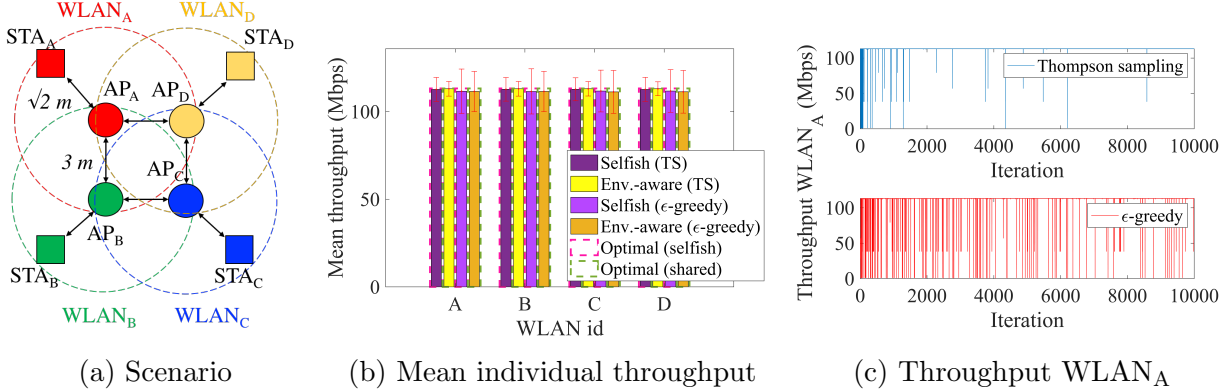 WLAN_A
WLAN_D
STA_A
STA_D
AP_A
AP_D
√2 m
3 m
AP_C
AP_B
STA_B
STA_C
WLAN_B
WLAN_C
(a) Scenario
Mean throughput (Mbps)
100
50
0
Selfish (TS)
Env.-aware (TS)
Selfish (ϵ-greedy)
Env.-aware (ϵ-greedy)
Optimal (selfish)
Optimal (shared)
A B C D
WLAN id
(b) Mean individual throughput
Throughput WLAN_A (Mbps)
100
50
0
Thompson sampling
0 2000 4000 6000 8000 10000
Iteration
100
50
0
ϵ-greedy
0 2000 4000 6000 8000 10000
Iteration
(c) Throughput WLAN_A